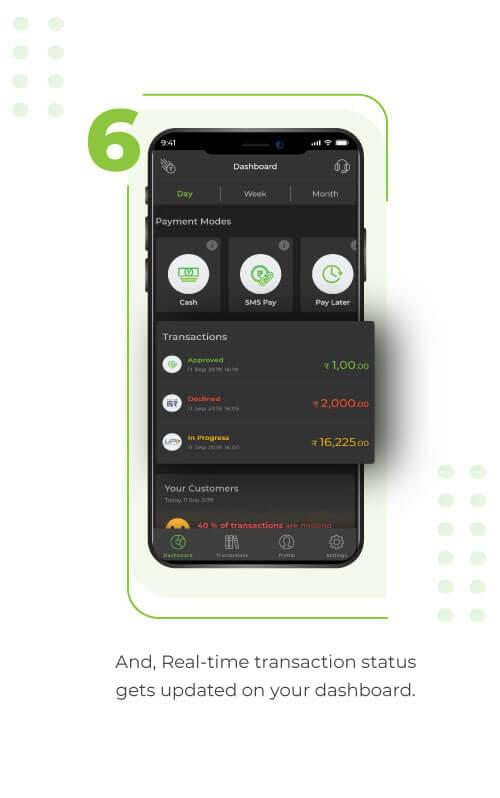 6
9:41
Dashboard
Day Week Month
Payment Modes
Cash SMS Pay Pay Later
Transactions
Approved
11 Sep 2019 16:10
₹ 1,00.00
Declined
11 Sep 2019 16:05
₹ 2,000.00
In Progress
11 Sep 2019 16:00
₹ 16,225.00
Your Customers
Today, 11 Sep 2019
40 % of transactions are missing
Dashboard Transactions Profile Settings
And, Real-time transaction status
gets updated on your dashboard.